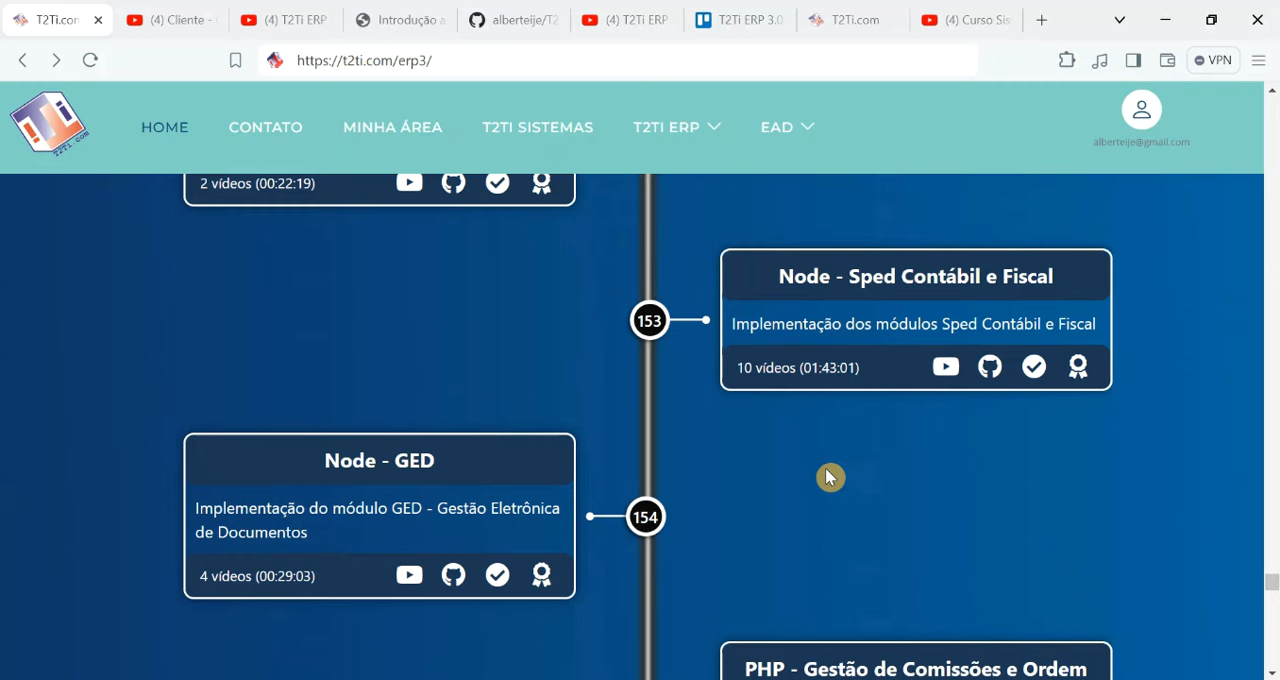 T2Ti.con
(4) Cliente -
(4) T2Ti ERP
Introdução a
alberteije/T2
(4) T2Ti ERP
T2Ti ERP 3.0
T2Ti.com
(4) Curso Sis
https://t2ti.com/erp3/
VPN
T2Ti.COM
HOME
CONTATO
MINHA ÁREA
T2TI SISTEMAS
T2TI ERP
EAD
alberteije@gmail.com
2 vídeos (00:22:19)
Node - Sped Contábil e Fiscal
153
Implementação dos módulos Sped Contábil e Fiscal
10 vídeos (01:43:01)
Node - GED
Implementação do módulo GED - Gestão Eletrônica
de Documentos
154
4 vídeos (00:29:03)
PHP - Gestão de Comissões e Ordem